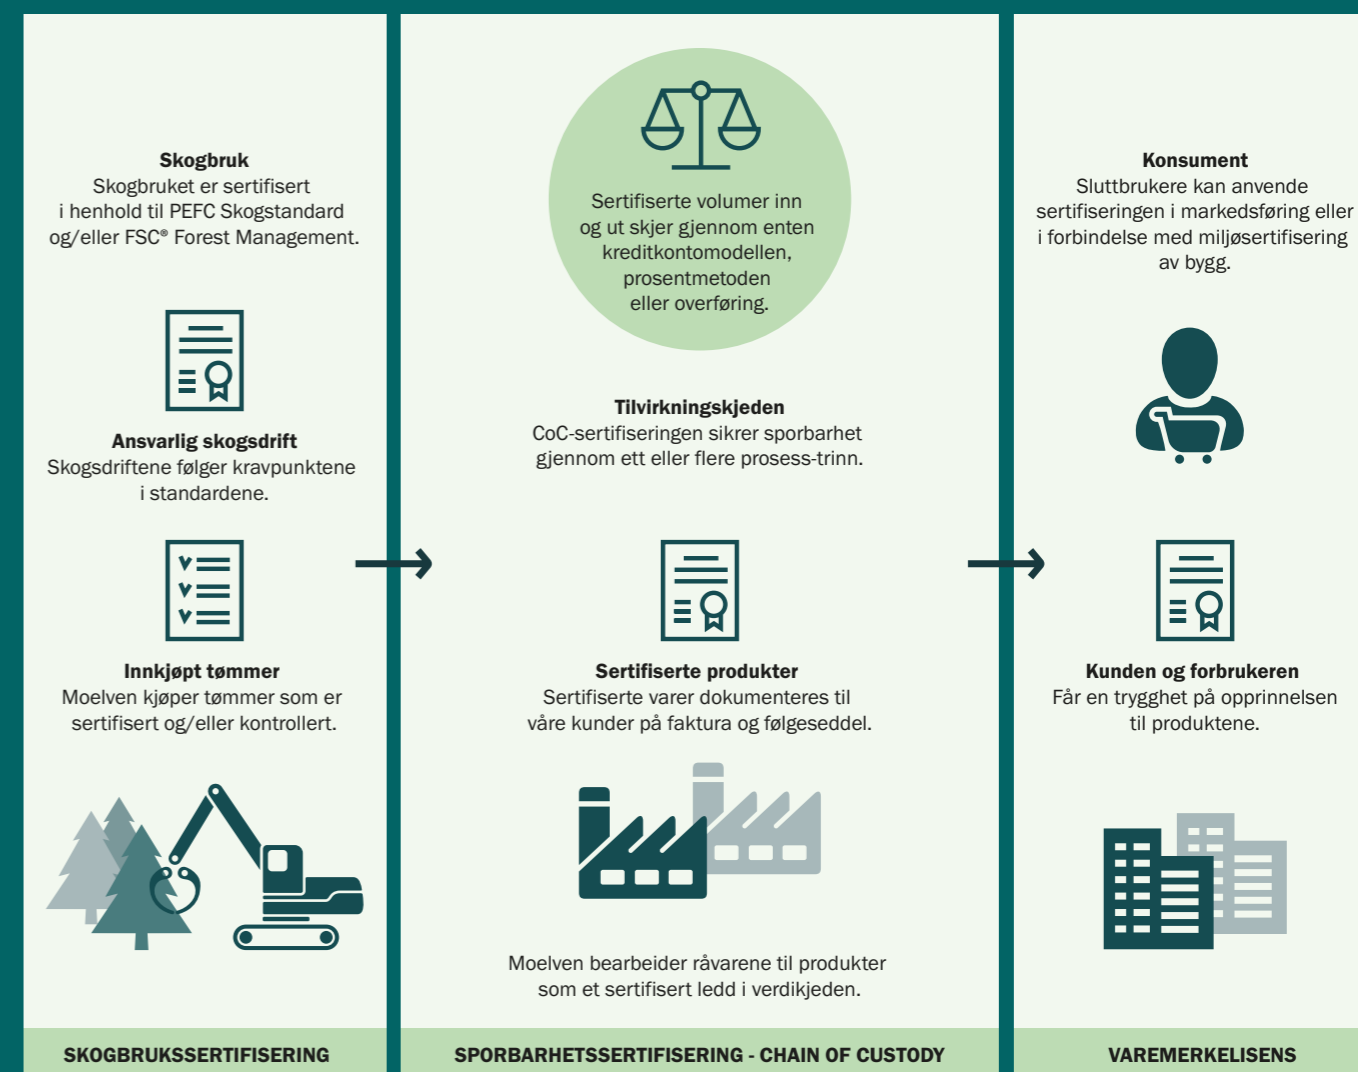 Skogbruk
Skogbruket er sertifisert
i henhold til PEFC Skogstandard
og/eller FSC® Forest Management.
Ansvarlig skogsdrift
Skogsdriftene følger kravpunktene
i standardene.
Innkjøpt tømmer
Moelven kjøper tømmer som er
sertifisert og/eller kontrollert.
SKOGBRUKSSERTIFISERING
Sertifiserte volumer inn
og ut skjer gjennom enten
kreditkontomodellen,
prosentmetoden
eller overføring.
Tilvirkningskjeden
CoC-sertifiseringen sikrer sporbarhet
gjennom ett eller flere prosess-trinn.
Sertifiserte produkter
Sertifiserte varer dokumenteres til
våre kunder på faktura og følgeseddel.
Moelven bearbeider råvarene til produkter
som et sertifisert ledd i verdikjeden.
SPORBARHETSSERTIFISERING - CHAIN OF CUSTODY
Konsument
Sluttbrukere kan anvende
sertifiseringen i markedsføring eller
i forbindelse med miljøsertifisering
av bygg.
Kunden og forbrukeren
Får en trygghet på opprinnelsen
til produktene.
VAREMERKELISENS